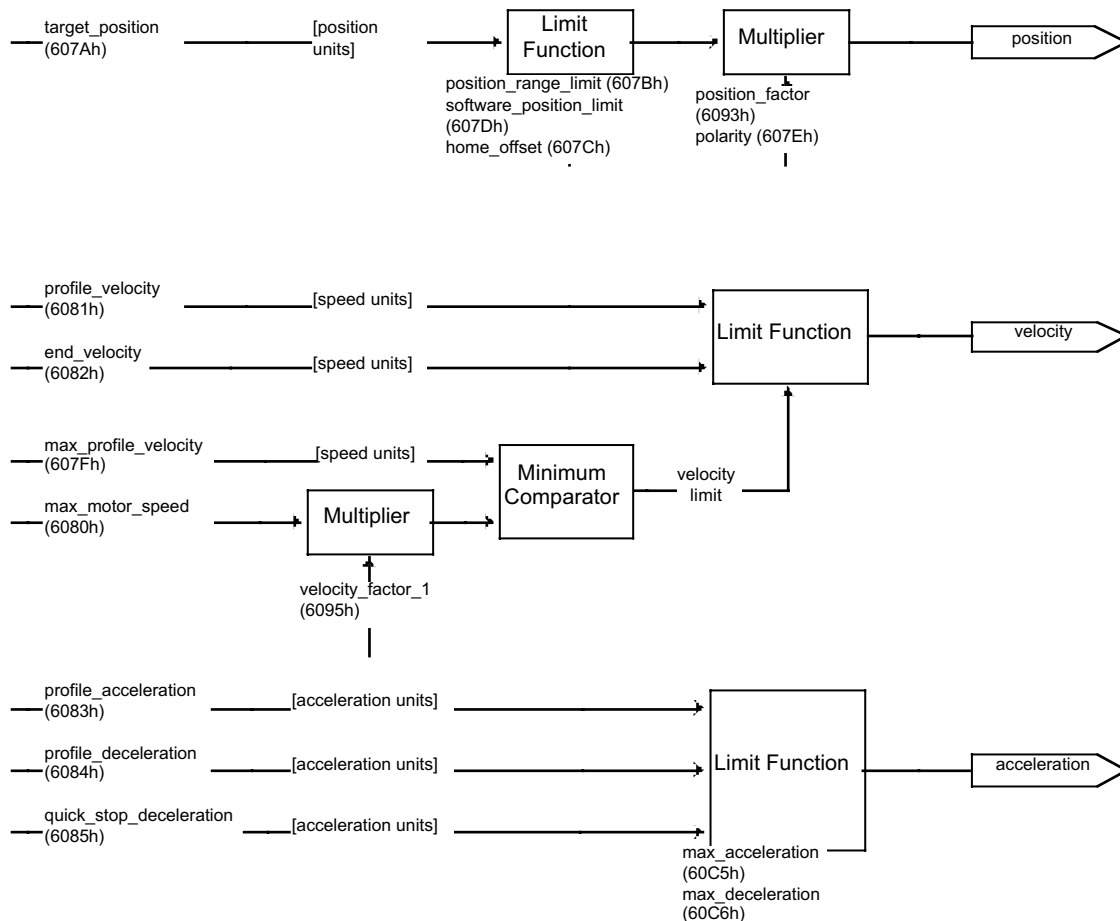 target_position
(607Ah)
[position
units]
Limit
Function
position_range_limit (607Bh)
software_position_limit
(607Dh)
home_offset (607Ch)
Multiplier
position_factor
(6093h)
polarity (607Eh)
position
profile_velocity
(6081h)
[speed units]
end_velocity
(6082h)
[speed units]
Limit Function
velocity
max_profile_velocity
(607Fh)
[speed units]
max_motor_speed
(6080h)
Multiplier
velocity_factor_1
(6095h)
Minimum
Comparator
velocity
limit
profile_acceleration
(6083h)
[acceleration units]
profile_deceleration
(6084h)
[acceleration units]
quick_stop_deceleration
(6085h)
[acceleration units]
Limit Function
max_acceleration
(60C5h)
max_deceleration
(60C6h)
acceleration